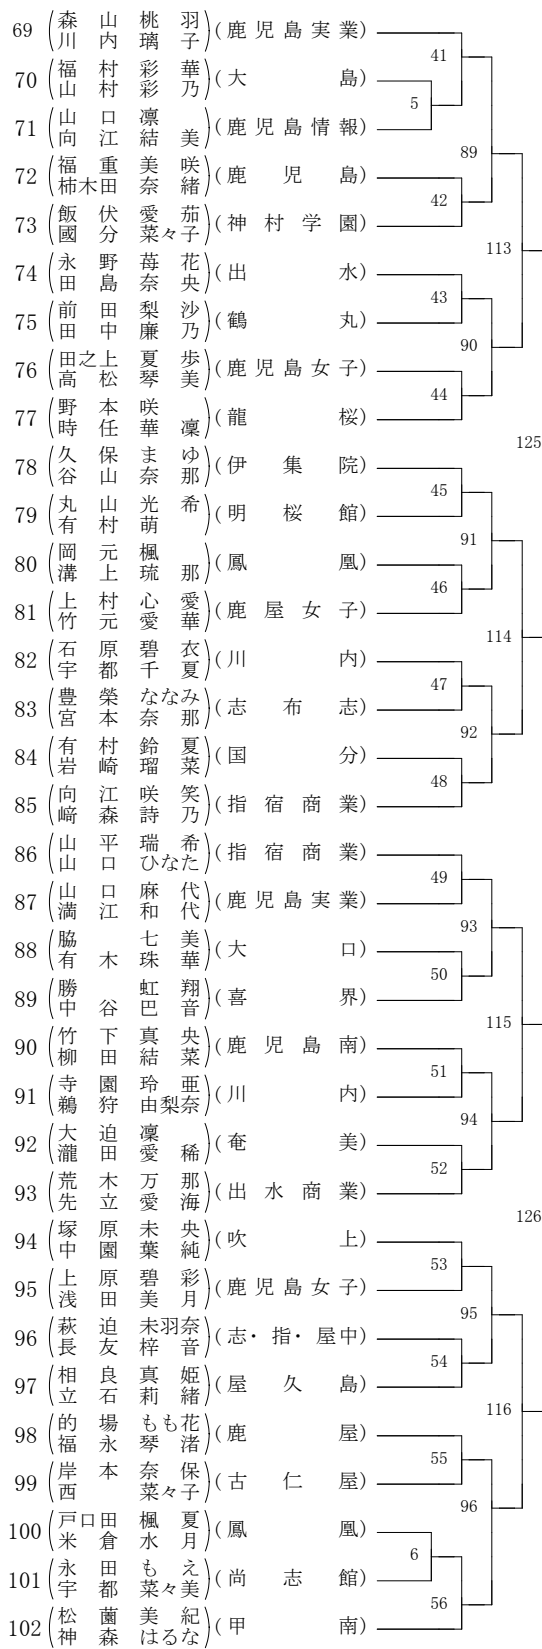 69 (森山桃羽 川内璃子) (鹿児島実業)
70 (福村彩華 山村彩乃) (大島)
71 (山口凛 向江結美) (鹿児島情報)
72 (福重美咲 柿木田奈緒) (鹿児島)
73 (飯伏愛茄 國分菜々子) (神村学園)
74 (永野苺花 田島奈央) (出水)
75 (前田梨沙 田中廉乃) (鶴丸)
76 (田之上夏歩 高松琴美) (鹿児島女子)
77 (野本咲 時任華凜) (龍桜)
78 (久保まゆ 谷山奈那) (伊集院)
79 (丸山光希 有村萌) (明桜館)
80 (岡元楓 溝上琉那) (鳳凰)
81 (上村心愛 竹元愛華) (鹿屋女子)
82 (石原碧衣 宇都千夏) (川内)
83 (豊榮ななみ 宮本奈那) (志布志)
84 (有村鈴夏 岩崎瑠菜) (国分)
85 (向江咲笑 﨑森詩乃) (指宿商業)
86 (山平瑞希 山口ひなた) (指宿商業)
87 (山口麻代 満江和代) (鹿児島実業)
88 (脇七美 有木珠華) (大口)
89 (勝虹翔 中谷巴音) (喜界)
90 (竹下真央 柳田結菜) (鹿児島南)
91 (寺園玲亜 鵜狩由梨奈) (川内)
92 (大迫凜 瀧田愛稀) (奄美)
93 (荒木万那 先立愛海) (出水商業)
94 (塚原未央 中園葉純) (吹上)
95 (上原碧彩 浅田美月) (鹿児島女子)
96 (萩迫未羽奈 長友梓音) (志・指・屋中)
97 (相良真姫 立石莉緒) (屋久島)
98 (的場もも花 福永琴渚) (鹿屋)
99 (岸本奈保 西菜々子) (古仁屋)
100 (戸口田楓夏 米倉水月) (鳳凰)
101 (永田もえ 宇都菜々美) (尚志館)
102 (松薗美紀 神森はるな) (甲南)
41
5
89
42
113
43
90
44
125
45
91
46
114
47
92
48
49
93
50
115
51
94
52
126
53
95
54
116
55
96
6
56